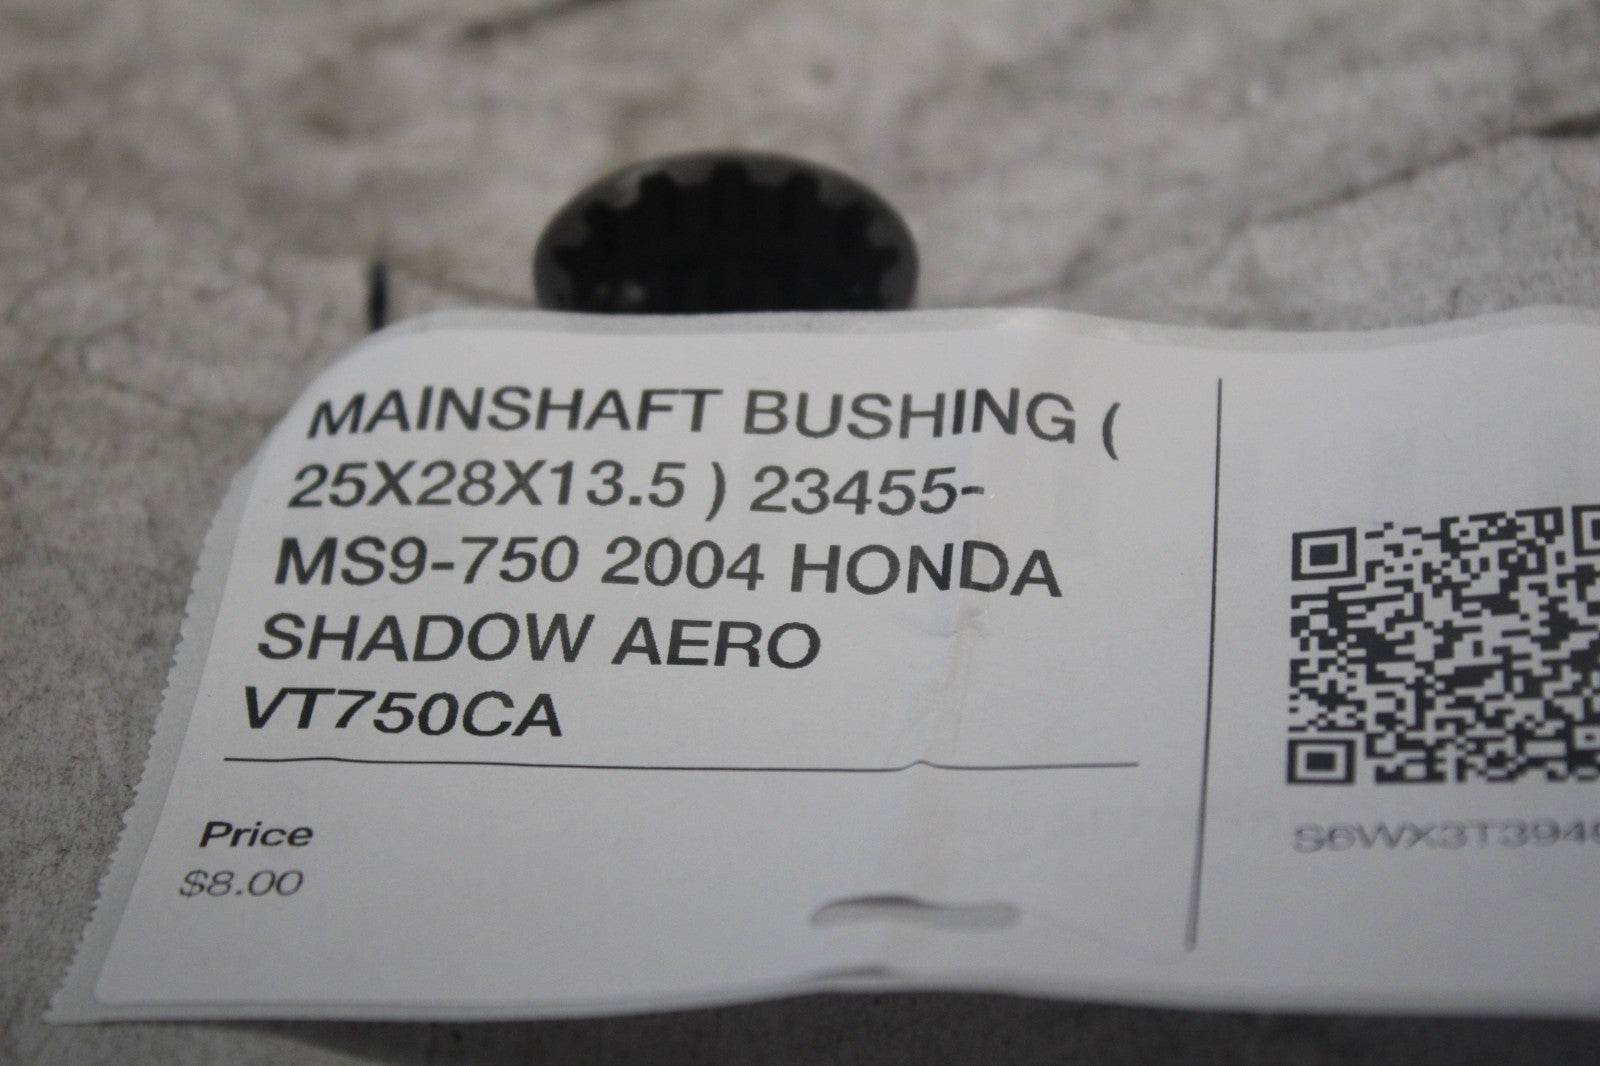 MAINSHAFT BUSHING (
25X28X13.5 ) 23455-
MS9-750 2004 HONDA
SHADOW AERO
VT750CA
Price
$8.00